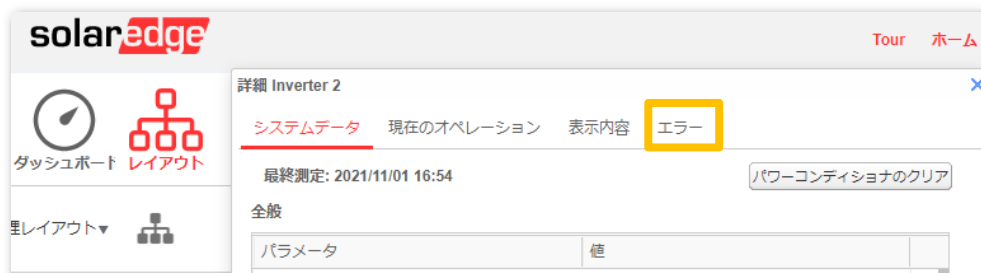 solaredge
Tour ホーム
詳細 Inverter 2
システムデータ 現在のオペレーション 表示内容 エラー
ダッシュボード レイアウト
最終測定: 2021/11/01 16:54 パワーコンディショナのクリア
全般
理レイアウト▾
パラメータ 値